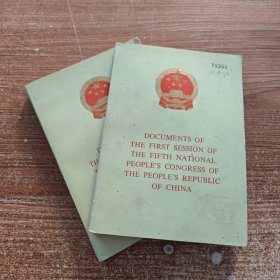 DOCUMENTS OF
THE FIRST SESSION OF
THE FIFTH NATIONAL
PEOPLE'S CONGRESS OF
THE PEOPLE'S REPUBLIC
OF CHINA